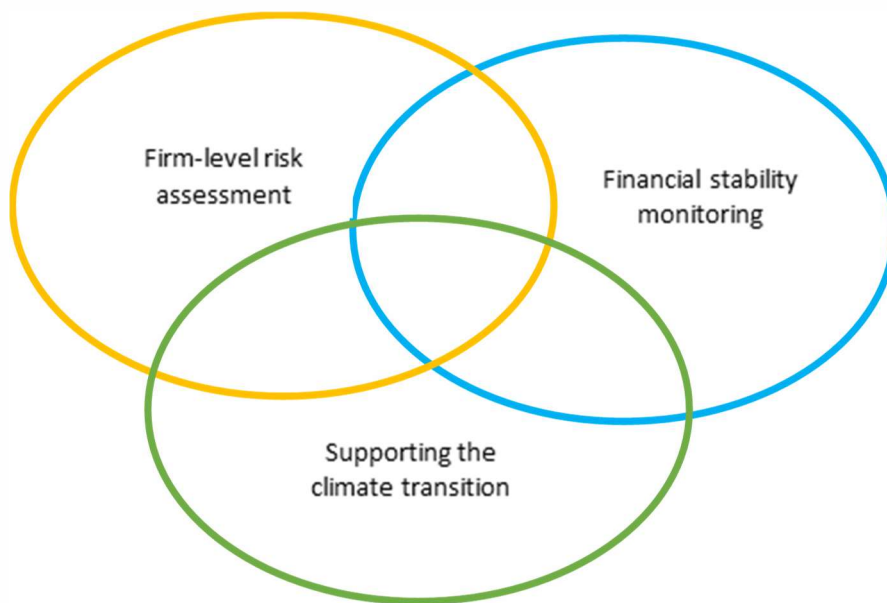 Firm-level risk
assessment
Financial stability
monitoring
Supporting the
climate transition